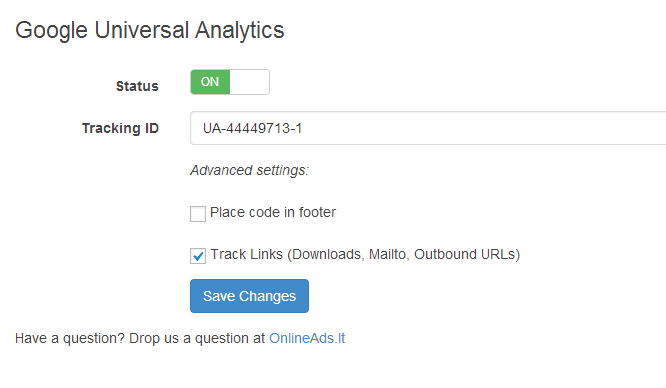 Google Universal Analytics
Status ON
Tracking ID UA-44449713-1
Advanced settings:
Place code in footer
Track Links (Downloads, Mailto, Outbound URLs)
Save Changes
Have a question? Drop us a question at OnlineAds.lt